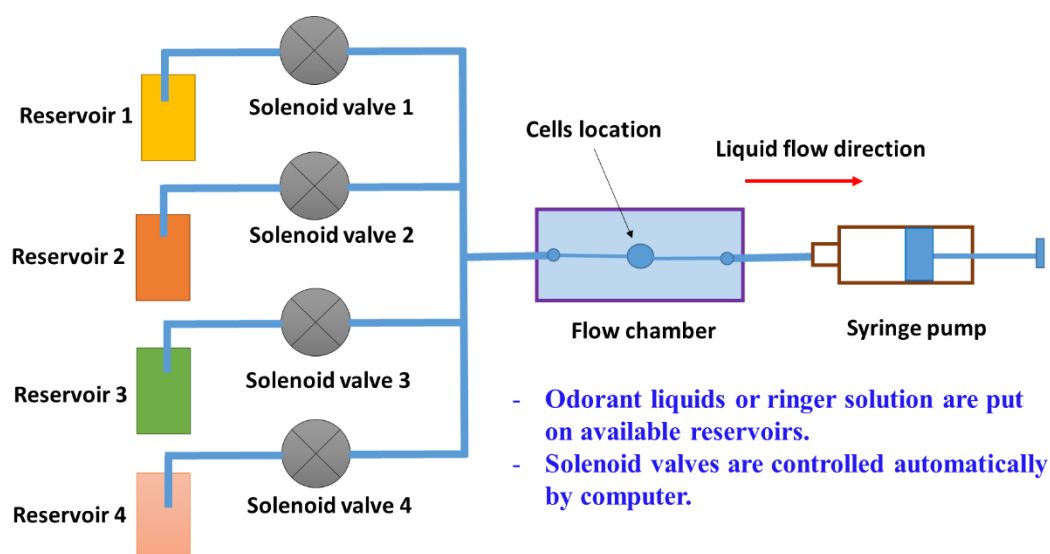 Reservoir 1
Solenoid valve 1
Reservoir 2
Solenoid valve 2
Reservoir 3
Solenoid valve 3
Reservoir 4
Solenoid valve 4
Cells location
Liquid flow direction
Flow chamber
Syringe pump
- Odorant liquids or ringer solution are put
on available reservoirs.
- Solenoid valves are controlled automatically
by computer.